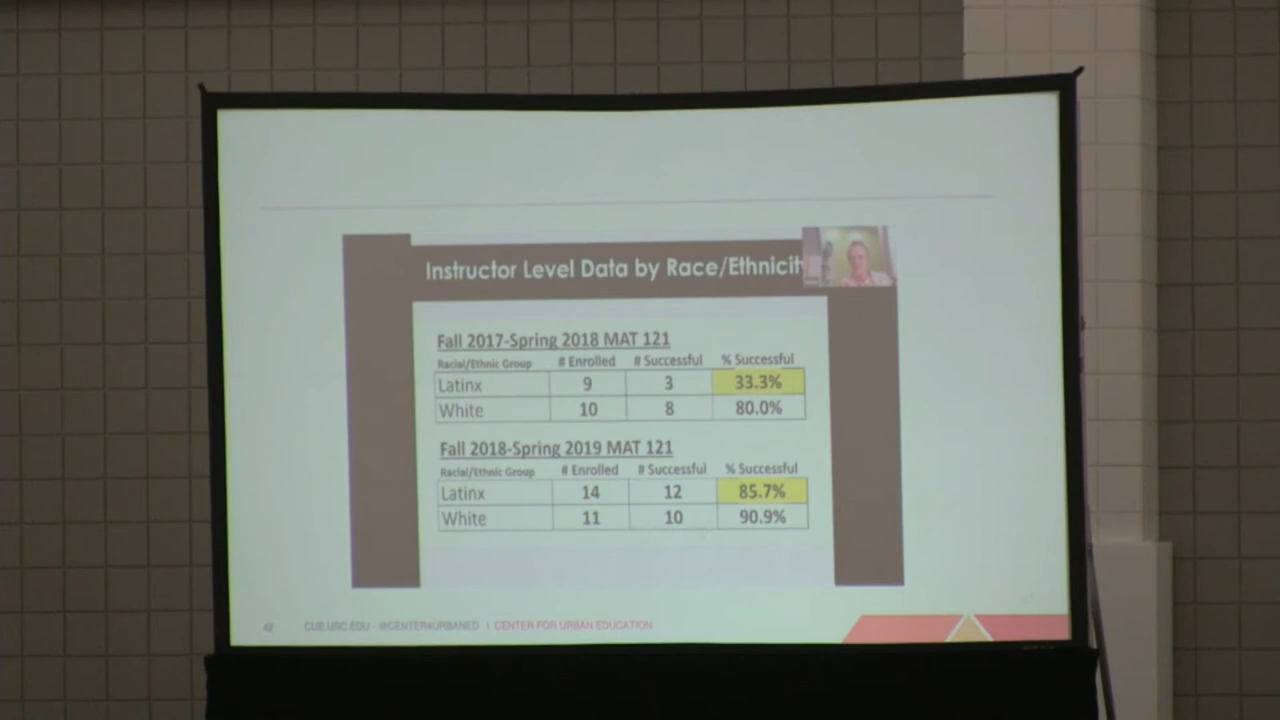 Instructor Level Data by Race/Ethnicity
Fall 2017-Spring 2018 MAT 121
Racial/Ethnic Group # Enrolled # Successful % Successful
Latinx 9 3 33.3%
White 10 8 80.0%
Fall 2018-Spring 2019 MAT 121
Racial/Ethnic Group # Enrolled # Successful % Successful
Latinx 14 12 85.7%
White 11 10 90.9%
42 CUE.USC.EDU - @CENTER4URBANED | CENTER FOR URBAN EDUCATION